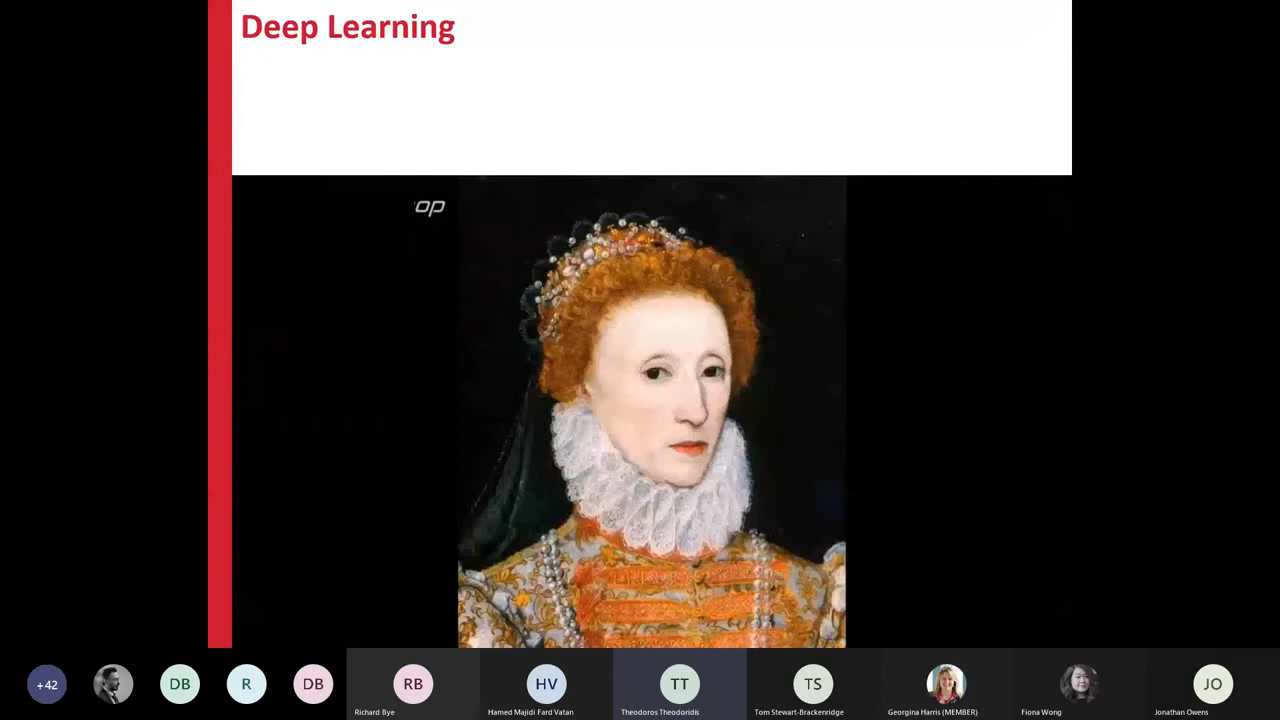 Deep Learning
op
+42
DB
R
DB
RB
HV
TT
TS
JO
Richard Bye
Hamed Majidi Fard Vatan
Theodoros Theodoridis
Tom Stewart-Brackenridge
Georgina Harris (MEMBER)
Fiona Wong
Jonathan Owens